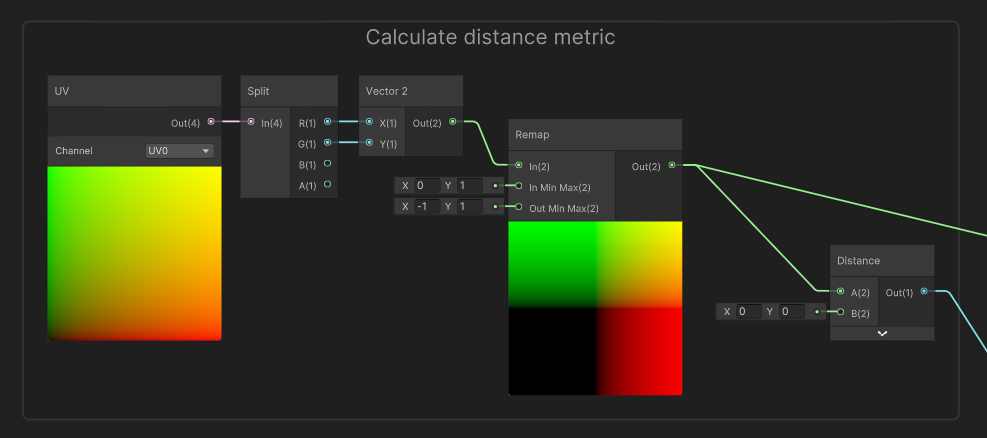 Calculate distance metric
UV
Out(4)
Channel
UV0
Split
In(4)
R(1)
G(1)
B(1)
A(1)
Vector 2
X(1)
Out(2)
Y(1)
Remap
In(2)
Out(2)
X 0 Y 1
In Min Max(2)
X -1 Y 1
Out Min Max(2)
Distance
A(2)
Out(1)
X 0 Y 0
B(2)